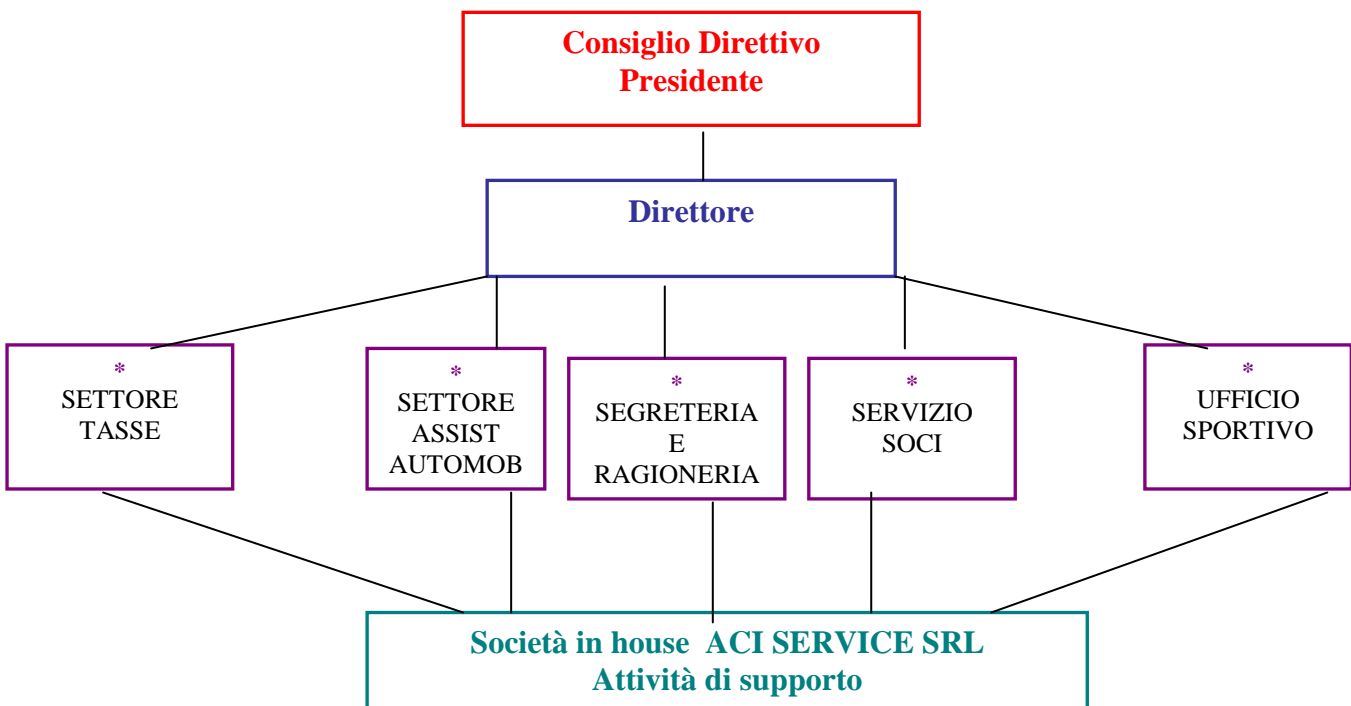 Consiglio Direttivo
Presidente
Direttore
*
SETTORE
TASSE
*
SETTORE
ASSIST
AUTOMOB
*
SEGRETERIA
E
RAGIONERIA
*
SERVIZIO
SOCI
*
UFFICIO
SPORTIVO
Società in house ACI SERVICE SRL
Attività di supporto